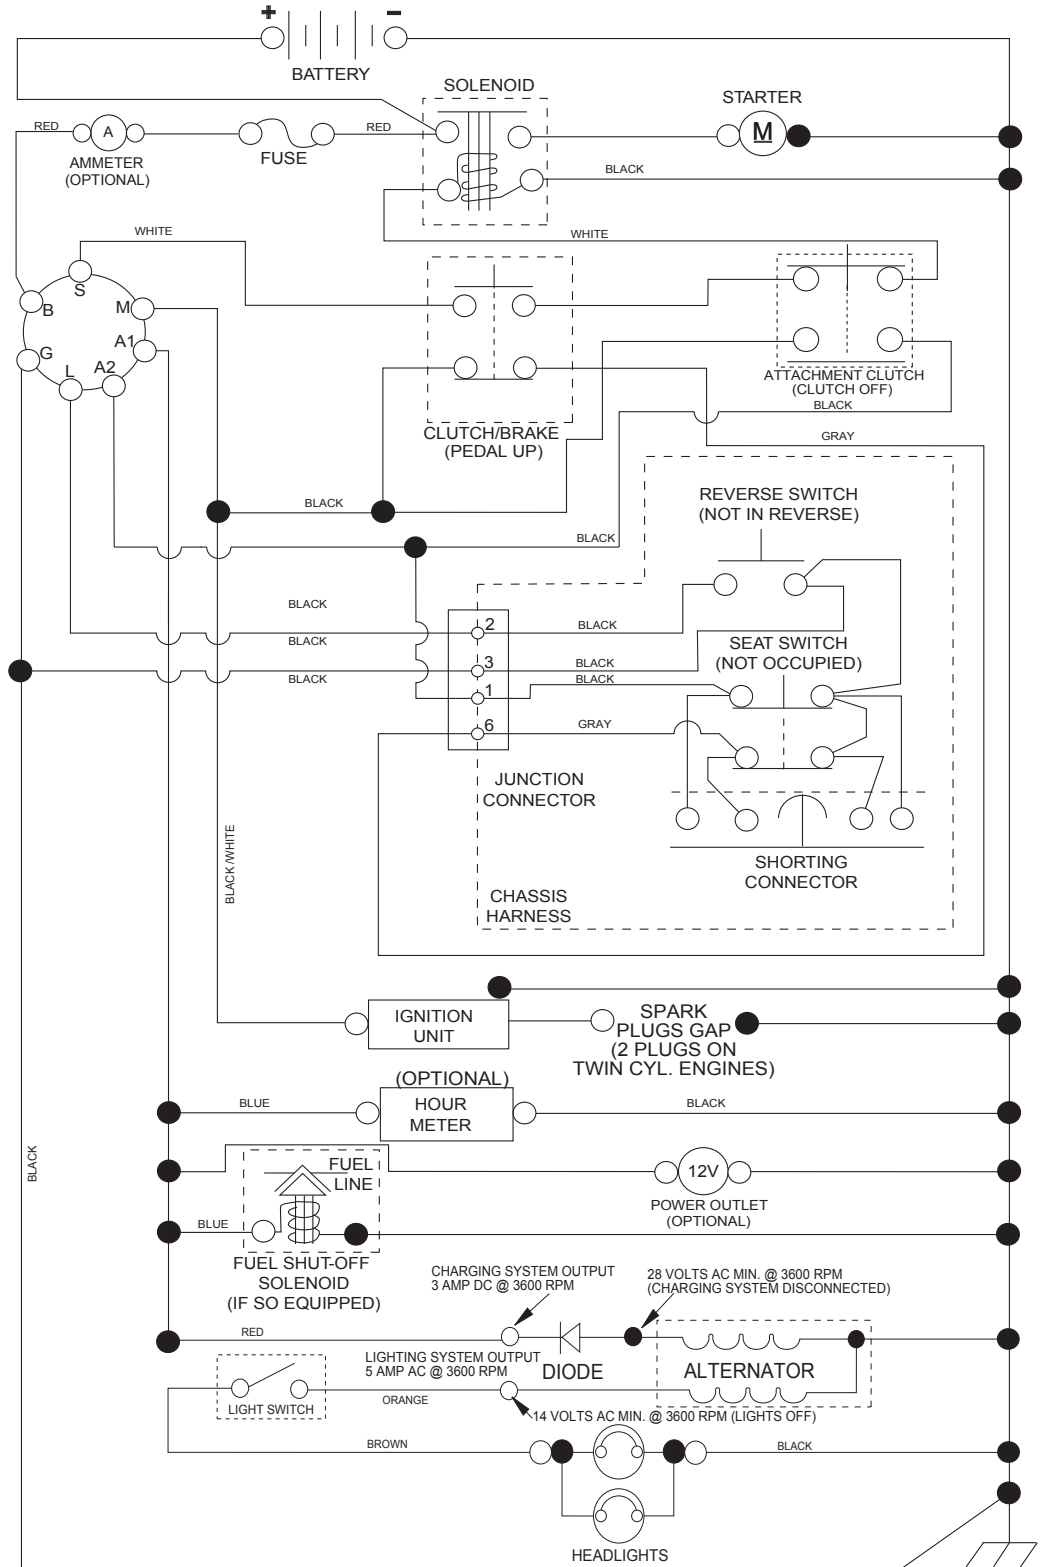 +
-
BATTERY
SOLENOID
STARTER
RED
A
AMMETER
(OPTIONAL)
FUSE
RED
M
BLACK
WHITE
WHITE
S
B
M
A1
G
L
A2
CLUTCH/BRAKE
(PEDAL UP)
ATTACHMENT CLUTCH
(CLUTCH OFF)
BLACK
GRAY
BLACK
BLACK
REVERSE SWITCH
(NOT IN REVERSE)
BLACK
BLACK
BLACK
2
3
1
6
BLACK
BLACK
BLACK
GRAY
SEAT SWITCH
(NOT OCCUPIED)
JUNCTION
CONNECTOR
SHORTING
CONNECTOR
CHASSIS
HARNESS
BLACK/WHITE
IGNITION
UNIT
SPARK
PLUGS GAP
(2 PLUGS ON
TWIN CYL. ENGINES)
(OPTIONAL)
BLUE
HOUR
METER
BLACK
BLACK
FUEL
LINE
12V
POWER OUTLET
(OPTIONAL)
BLUE
FUEL SHUT-OFF
SOLENOID
(IF SO EQUIPPED)
CHARGING SYSTEM OUTPUT
3 AMP DC @ 3600 RPM
28 VOLTS AC MIN. @ 3600 RPM
(CHARGING SYSTEM DISCONNECTED)
RED
LIGHTING SYSTEM OUTPUT
5 AMP AC @ 3600 RPM
DIODE
ALTERNATOR
LIGHT SWITCH
ORANGE
14 VOLTS AC MIN. @ 3600 RPM (LIGHTS OFF)
BROWN
BLACK
HEADLIGHTS